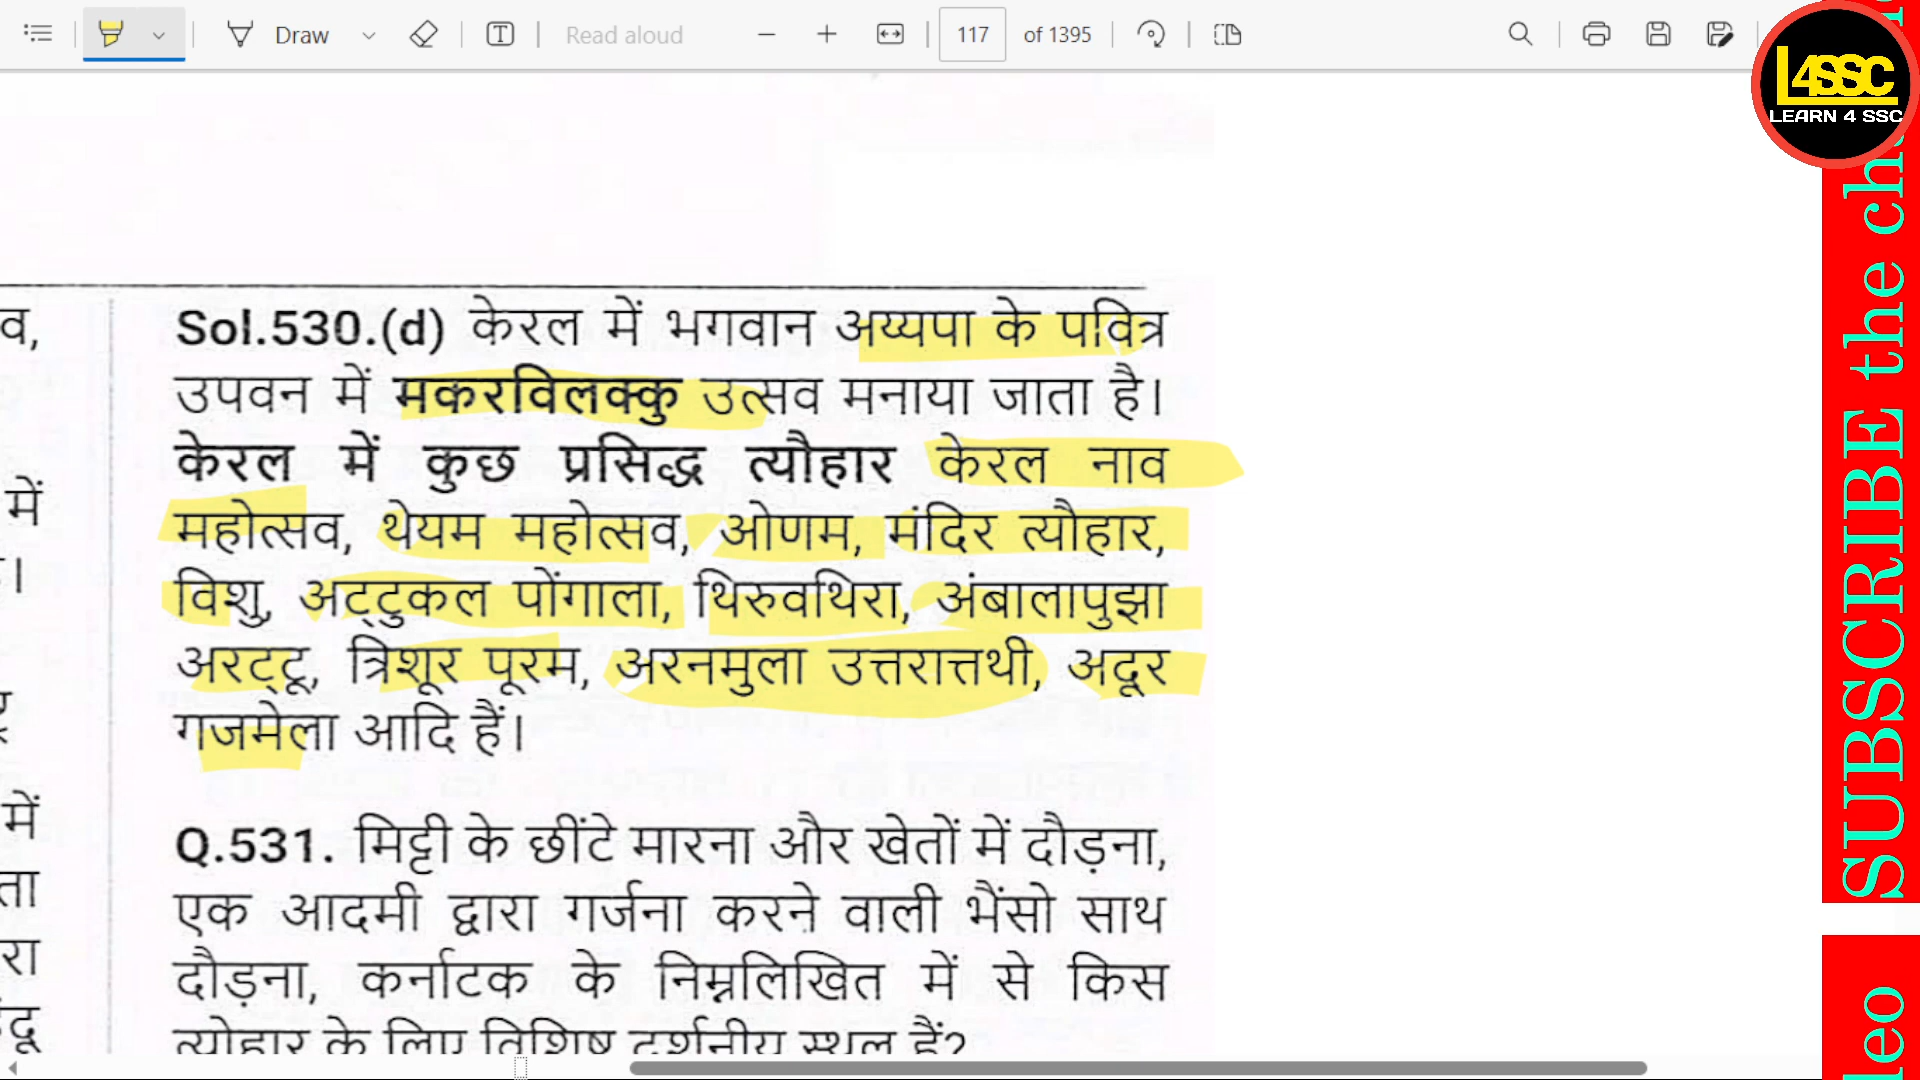 Draw
Read aloud
117 of 1395
L4SSC
LEARN 4 SSC
SUBSCRIBE the
व,
में
में
ता
रा
Sol.530.(d) केरल में भगवान अय्यपा के पवित्र
उपवन में मकरविलक्कु उत्सव मनाया जाता है।
केरल में कुछ प्रसिद्ध त्यौहार केरल नाव
महोत्सव, थेयम महोत्सव, ओणम, मंदिर त्यौहार,
विशु, अट्टुकल पोंगाला, थिरुवथिरा, अंबालापुझा
अरट्टू, त्रिशूर पूरम, अरनमुला उत्तरात्तथी, अदूर
गजमेला आदि हैं।
Q.531. मिट्टी के छींटे मारना और खेतों में दौड़ना,
एक आदमी द्वारा गर्जना करने वाली भैंसो साथ
दौड़ना, कर्नाटक के निम्नलिखित में से किस
त्योहार के लिए विशिष्ट दर्शनीय स्थल हैं?